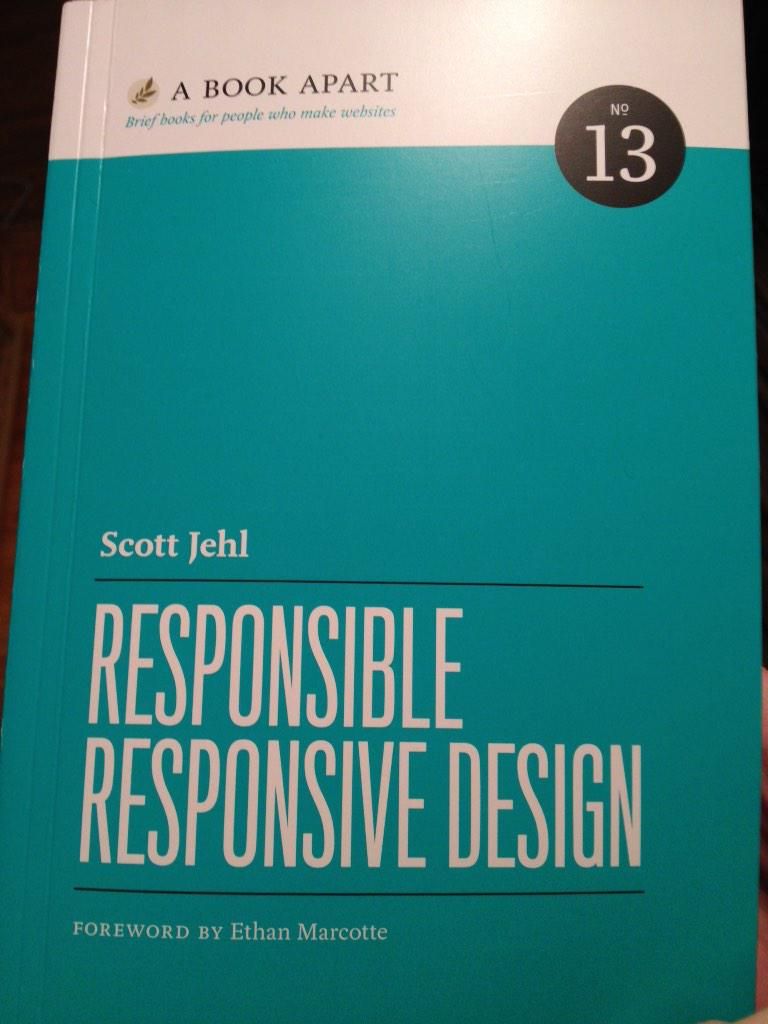 A BOOK APART
Brief books for people who make websites
Nº
13
Scott Jehl
RESPONSIBLE
RESPONSIVE DESIGN
FOREWORD BY Ethan Marcotte